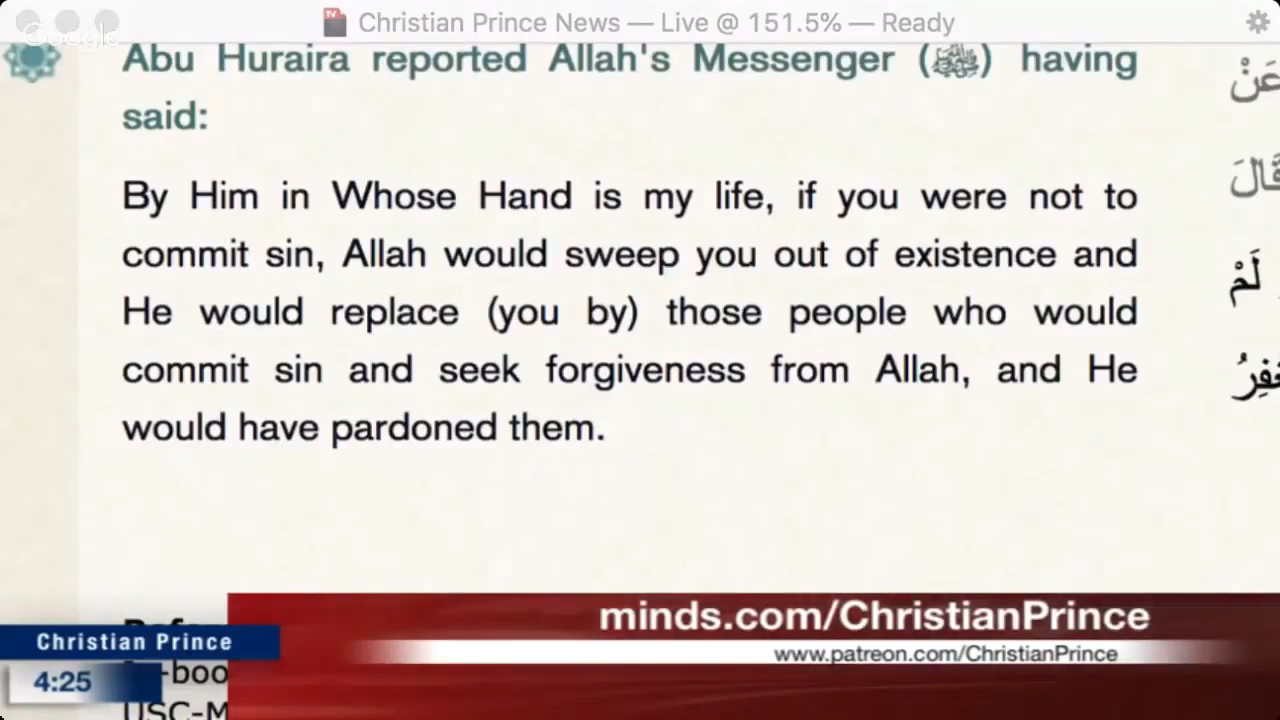 Christian Prince News — Live @ 151.5% — Ready
Google
Abu Huraira reported Allah's Messenger (ﷺ) having
said:
By Him in Whose Hand is my life, if you were not to
commit sin, Allah would sweep you out of existence and
He would replace (you by) those people who would
commit sin and seek forgiveness from Allah, and He
would have pardoned them.
عَنْ
قَالَ
لَمْ
minds.com/ChristianPrince
www.patreon.com/ChristianPrince
Christian Prince
4:25
-boo
USC-M